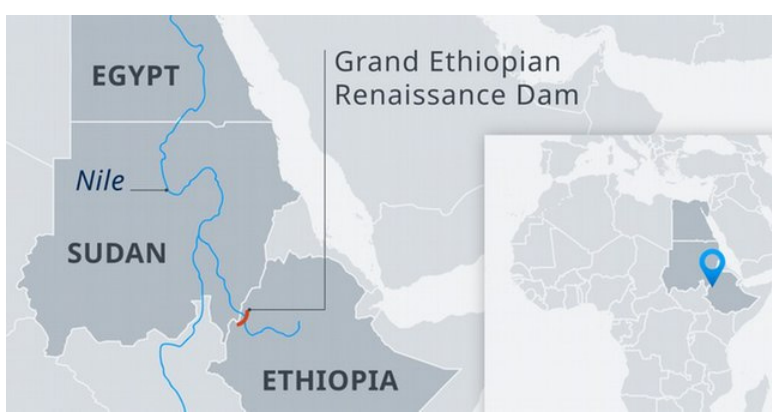 EGYPT
Grand Ethiopian
Renaissance Dam
Nile
SUDAN
ETHIOPIA